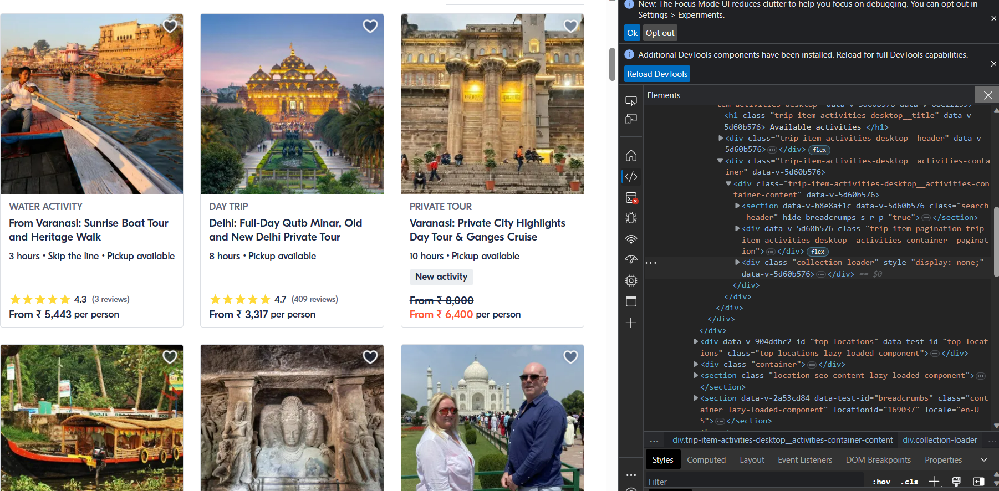 WATER ACTIVITY
From Varanasi: Sunrise Boat Tour
and Heritage Walk
3 hours • Skip the line • Pickup available
4.3 (3 reviews)
From ₹ 5,443 per person
DAY TRIP
Delhi: Full-Day Qutb Minar, Old
and New Delhi Private Tour
8 hours • Pickup available
4.7 (409 reviews)
From ₹ 3,317 per person
PRIVATE TOUR
Varanasi: Private City Highlights
Day Tour & Ganges Cruise
10 hours • Pickup available
New activity
From ₹ 8,000
From ₹ 6,400 per person
POOJA
New: The Focus Mode UI reduces clutter to help you focus on debugging. You can opt out in
Settings > Experiments.
Ok Opt out
Additional DevTools components have been installed. Reload for full DevTools capabilities.
Reload DevTools
Elements
<h1 class="trip-item-activities-desktop__title" data-v-
5d60b576> Available activities </h1>
<div class="trip-item-activities-desktop__header" data-v-
5d60b576> ⋯ </div> flex
<div class="trip-item-activities-desktop__activities-conta
iner" data-v-5d60b576>
<div class="trip-item-activities-desktop__activities-con
tainer-content" data-v-5d60b576>
<section data-v-b8e8af1c data-v-5d60b576 class="search
-header" hide-breadcrumps-s-r-p="true"> ⋯ </section>
<div data-v-5d60b576 class="trip-item-pagination trip-
item-activities-desktop__activities-container__paginat
ion"> ⋯ </div> flex
<div class="collection-loader" style="display: none;"
data-v-5d60b576> ⋯ </div> == $0
</div>
</div>
</div>
</div>
</div>
<div data-v-904ddbc2 id="top-locations" data-test-id="top-locat
ions" class="top-locations lazy-loaded-component"> ⋯ </div>
<div class="container"> ⋯ </div>
<section class="location-seo-content lazy-loaded-component"> ⋯
</section>
<section data-v-2a53cd84 data-test-id="breadcrumbs" class="cont
ainer lazy-loaded-component" locationid="169037" locale="en-U
S"> ⋯ </section>
... div.trip-item-activities-desktop__activities-container-content div.collection-loader ...
Styles Computed Layout Event Listeners DOM Breakpoints Properties
Filter :hov .cls